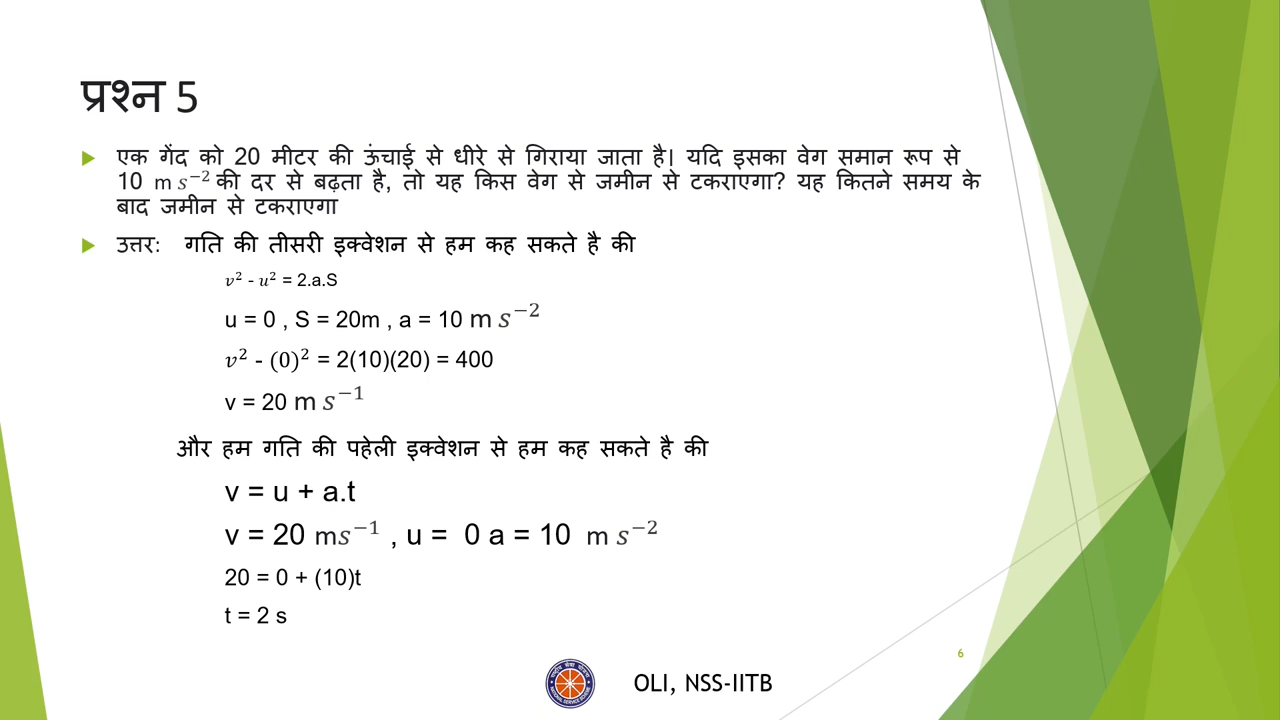 प्रश्न 5
एक गेंद को 20 मीटर की ऊंचाई से धीरे से गिराया जाता है। यदि इसका वेग समान रूप से
10 m s⁻² की दर से बढ़ता है, तो यह किस वेग से जमीन से टकराएगा? यह कितने समय के
बाद जमीन से टकराएगा
उत्तर: गति की तीसरी इक्वेशन से हम कह सकते है की
v² - u² = 2.a.S
u = 0 , S = 20m , a = 10 m s⁻²
v² - (0)² = 2(10)(20) = 400
v = 20 m s⁻¹
और हम गति की पहेली इक्वेशन से हम कह सकते है की
v = u + a.t
v = 20 ms⁻¹ , u = 0 a = 10 m s⁻²
20 = 0 + (10)t
t = 2 s
6
OLI, NSS-IITB